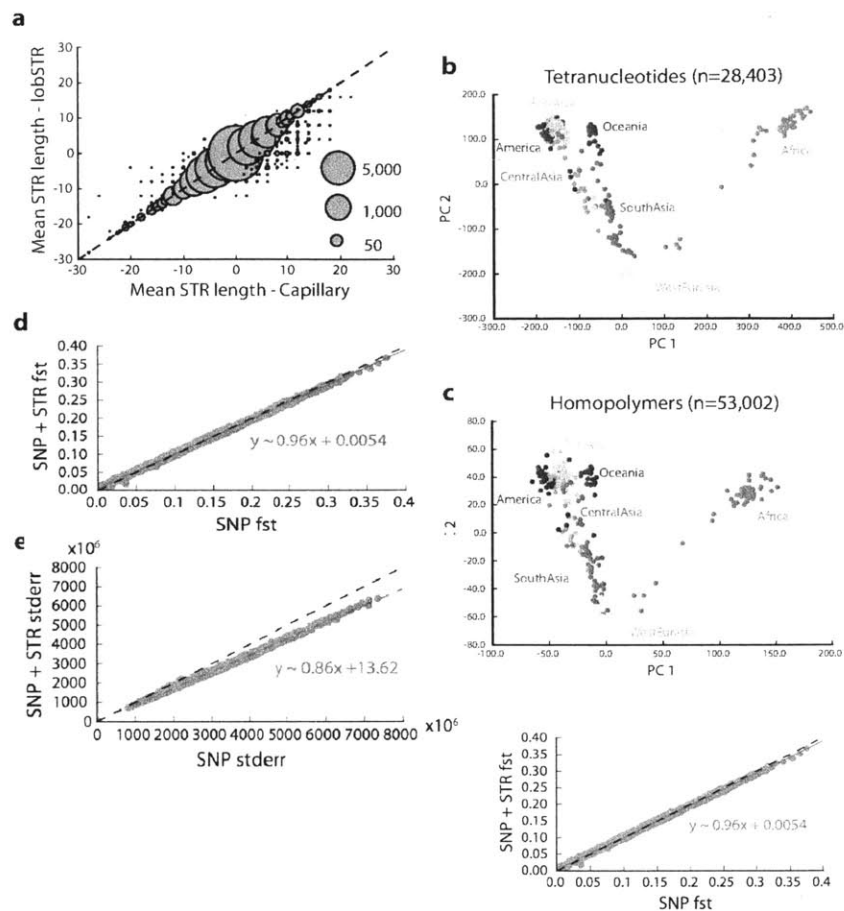 a
Mean STR length - lobSTR
30
20
10
0
-10
-20
-30
-30 -20 -10 0 10 20 30
Mean STR length - Capillary
5,000
1,000
50
b
Tetranucleotides (n=28,403)
PC 2
200.0
100.0
0.0
-100.0
-200.0
-300.0
-300.0 -200.0 -100.0 0.0 100.0 200.0 300.0 400.0 500.0
PC 1
America
Oceania
CentralAsia
SouthAsia
Africa
d
SNP + STR fst
0.40
0.35
0.30
0.25
0.20
0.15
0.10
0.05
0.00
0.0 0.05 0.1 0.15 0.2 0.25 0.3 0.35 0.4
SNP fst
y ~ 0.96x + 0.0054
c
Homopolymers (n=53,002)
80.0
60.0
40.0
20.0
0.0
-20.0
-40.0
-60.0
-80.0
-100.0 -50.0 0.0 50.0 100.0 150.0 200.0
PC 1
America
Oceania
CentralAsia
SouthAsia
Africa
e
x10⁶
SNP + STR stderr
8000
7000
6000
5000
4000
3000
2000
1000
0
0 1000 2000 3000 4000 5000 6000 7000 8000
x10⁶
SNP stderr
y ~ 0.86x +13.62
SNP + STR fst
0.40
0.35
0.30
0.25
0.20
0.15
0.10
0.05
0.00
0.0 0.05 0.1 0.15 0.2 0.25 0.3 0.35 0.4
SNP fst
y ~ 0.96x + 0.0054